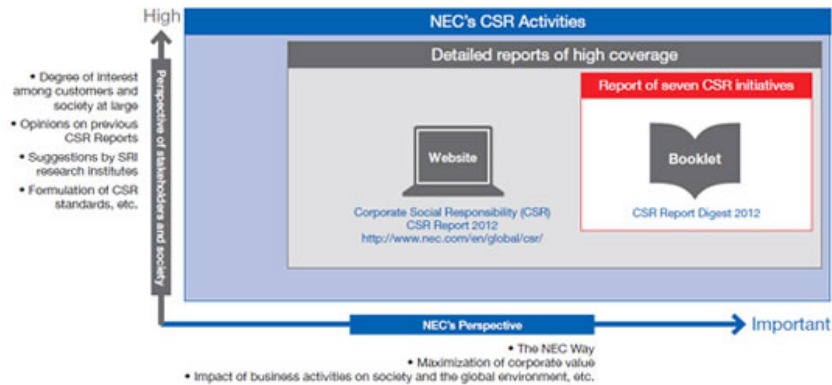 High
NEC's CSR Activities
Detailed reports of high coverage
Report of seven CSR initiatives
Perspective of stakeholders and society
• Degree of interest
among customers and
society at large
• Opinions on previous
CSR Reports
• Suggestions by SRI
research institutes
• Formulation of CSR
standards, etc.
Website
Corporate Social Responsibility (CSR)
CSR Report 2012
http://www.nec.com/en/global/csr/
Booklet
CSR Report Digest 2012
NEC's Perspective
Important
• The NEC Way
• Maximization of corporate value
• Impact of business activities on society and the global environment, etc.